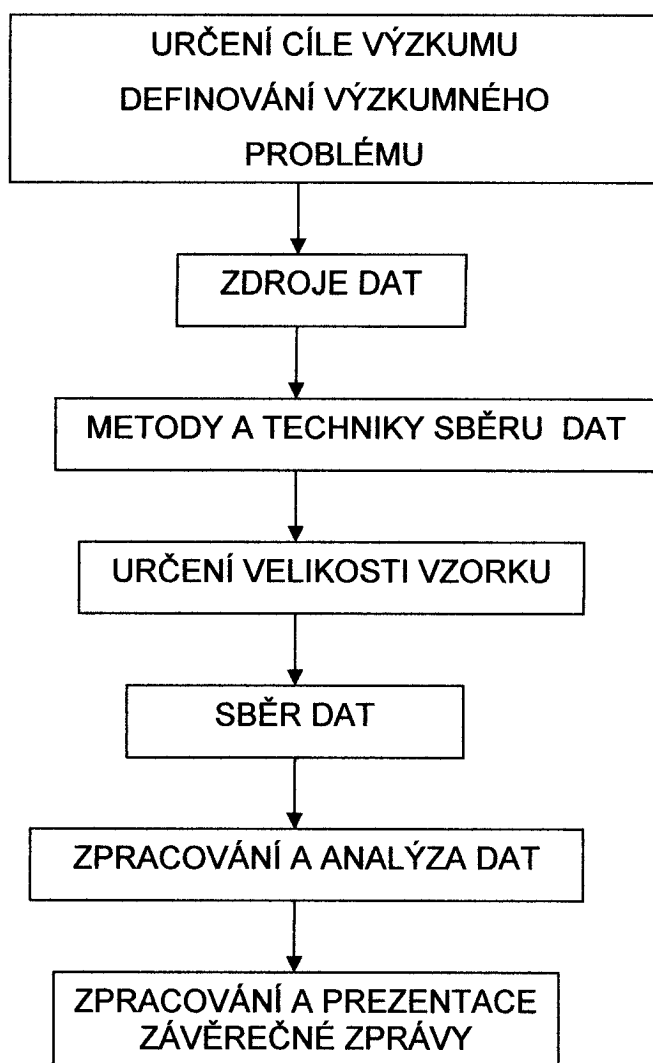 URČENÍ CÍLE VÝZKUMU
DEFINOVÁNÍ VÝZKUMNÉHO
PROBLÉMU
ZDROJE DAT
METODY A TECHNIKY SBĚRU DAT
URČENÍ VELIKOSTI VZORKU
SBĚR DAT
ZPRACOVÁNÍ A ANALÝZA DAT
ZPRACOVÁNÍ A PREZENTACE
ZÁVĚREČNÉ ZPRÁVY